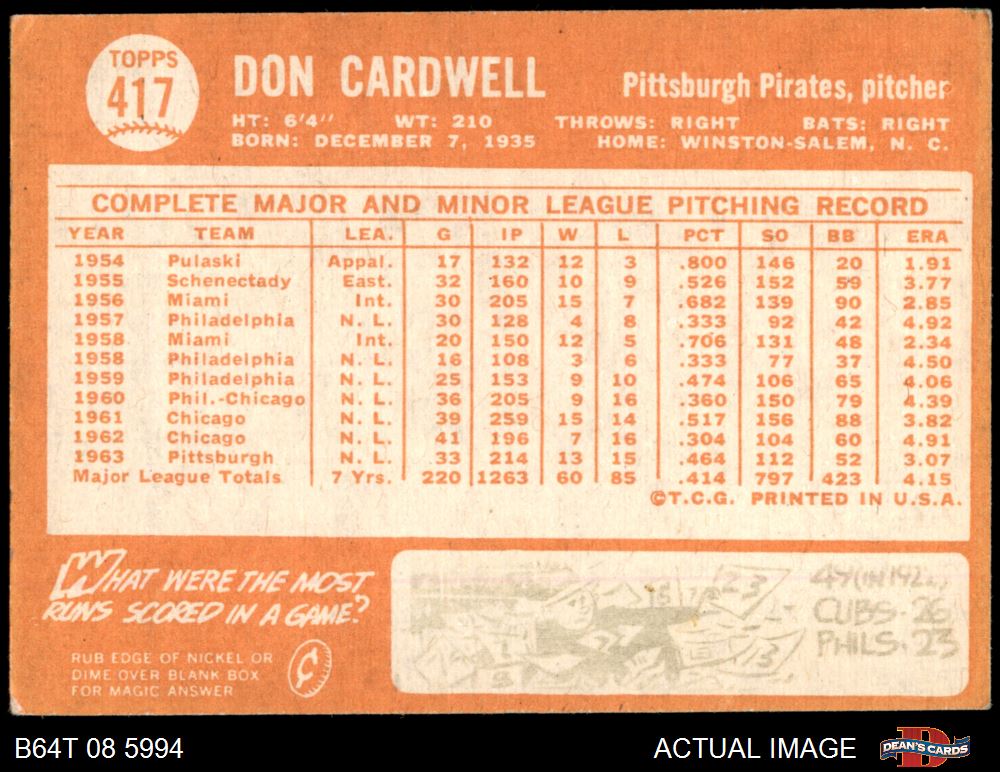 TOPPS
417
DON CARDWELL
Pittsburgh Pirates, pitcher
HT: 6'4" WT: 210 THROWS: RIGHT BATS: RIGHT
BORN: DECEMBER 7, 1935 HOME: WINSTON-SALEM, N. C.
COMPLETE MAJOR AND MINOR LEAGUE PITCHING RECORD
YEAR TEAM LEA. G IP W L PCT SO BB ERA
1954 Pulaski Appal. 17 132 12 3 .800 146 20 1.91
1955 Schenectady East. 32 160 10 9 .526 152 59 3.77
1956 Miami Int. 30 205 15 7 .682 139 90 2.85
1957 Philadelphia N. L. 30 128 4 8 .333 92 42 4.92
1958 Miami Int. 20 150 12 5 .706 131 48 2.34
1958 Philadelphia N. L. 16 108 3 6 .333 77 37 4.50
1959 Philadelphia N. L. 25 153 9 10 .474 106 65 4.06
1960 Phil.-Chicago N. L. 36 205 9 16 .360 150 79 4.39
1961 Chicago N. L. 39 259 15 14 .517 156 88 3.82
1962 Chicago N. L. 41 196 7 16 .304 104 60 4.91
1963 Pittsburgh N. L. 33 214 13 15 .464 112 52 3.07
Major League Totals 7 Yrs. 220 1263 60 85 .414 797 423 4.15
©T.C.G. PRINTED IN U.S.A.
WHAT WERE THE MOST
RUNS SCORED IN A GAME?
RUB EDGE OF NICKEL OR
DIME OVER BLANK BOX
FOR MAGIC ANSWER
CUBS-26
PHILS-23
23
15
13
B64T 08 5994
ACTUAL IMAGE
DEAN'S CARDS